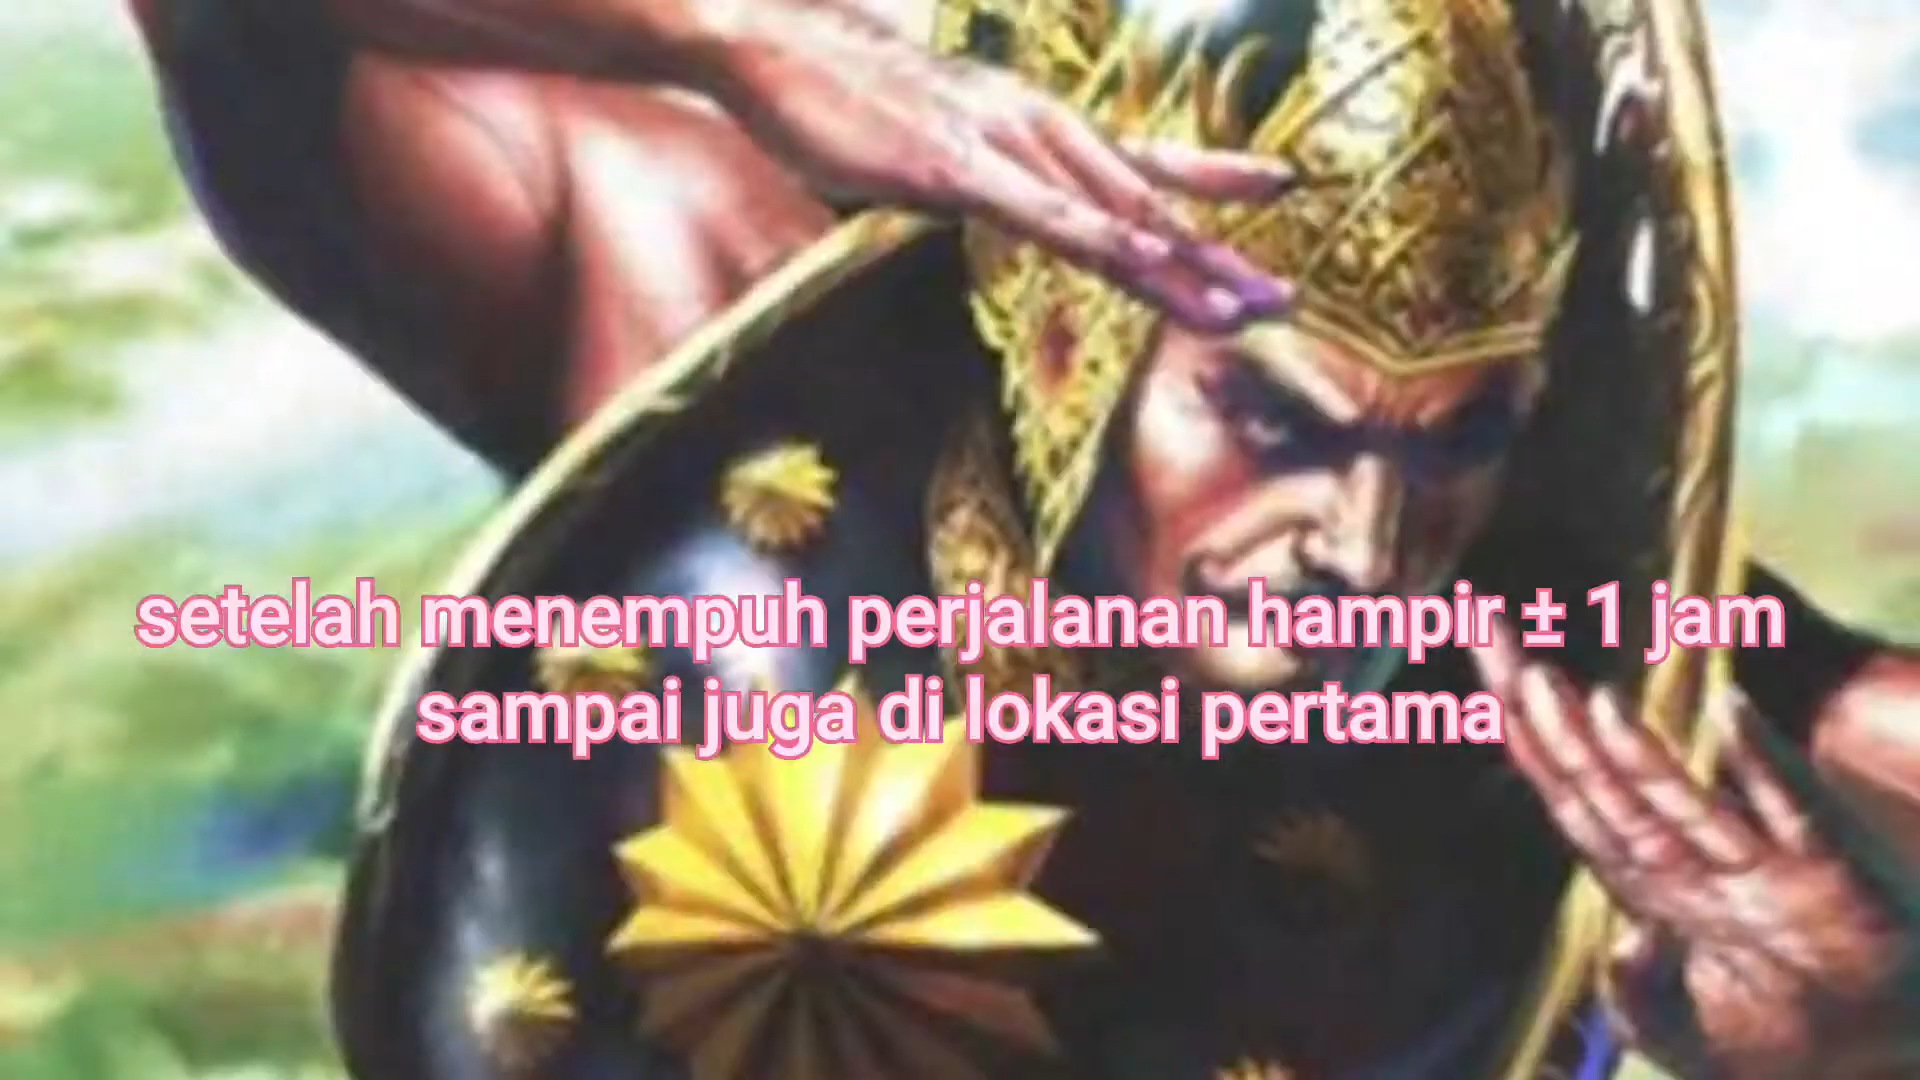 setelah menempuh perjalanan hampir ± 1 jam
sampai juga di lokasi pertama